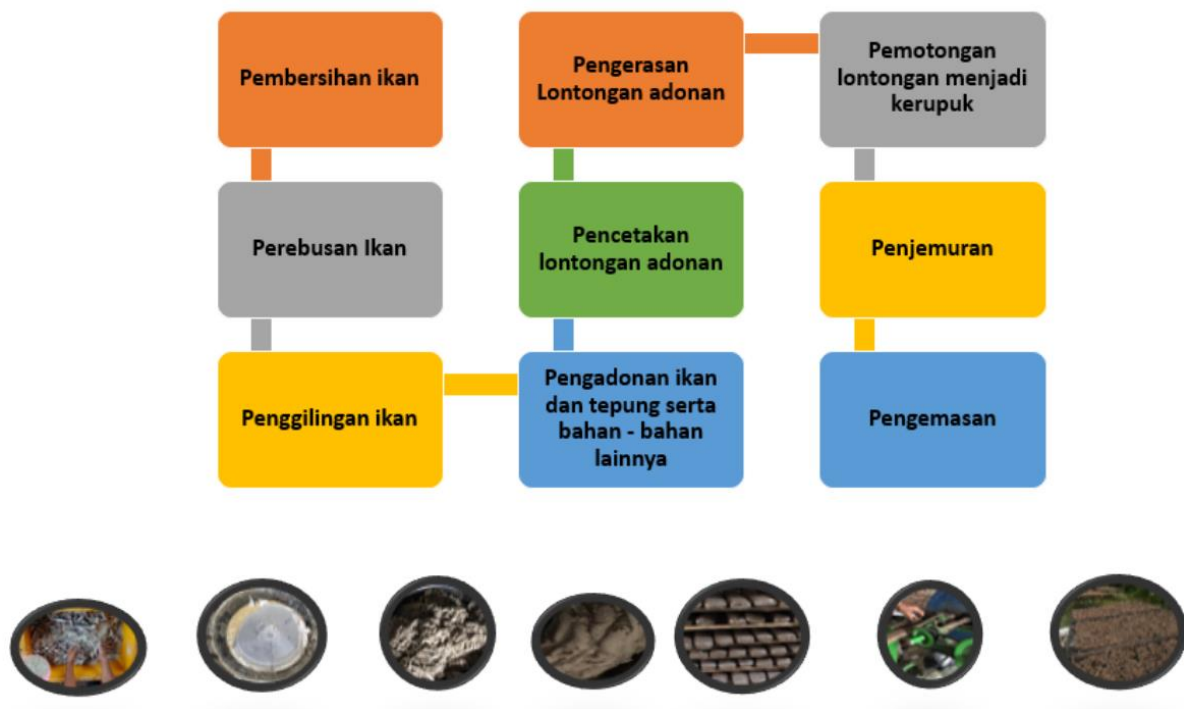 Pembersihan ikan
Perebusan Ikan
Penggilingan ikan
Pengadonan ikan
dan tepung serta
bahan - bahan
lainnya
Pencetakan
lontongan adonan
Pengerasan
Lontongan adonan
Pemotongan
lontongan menjadi
kerupuk
Penjemuran
Pengemasan